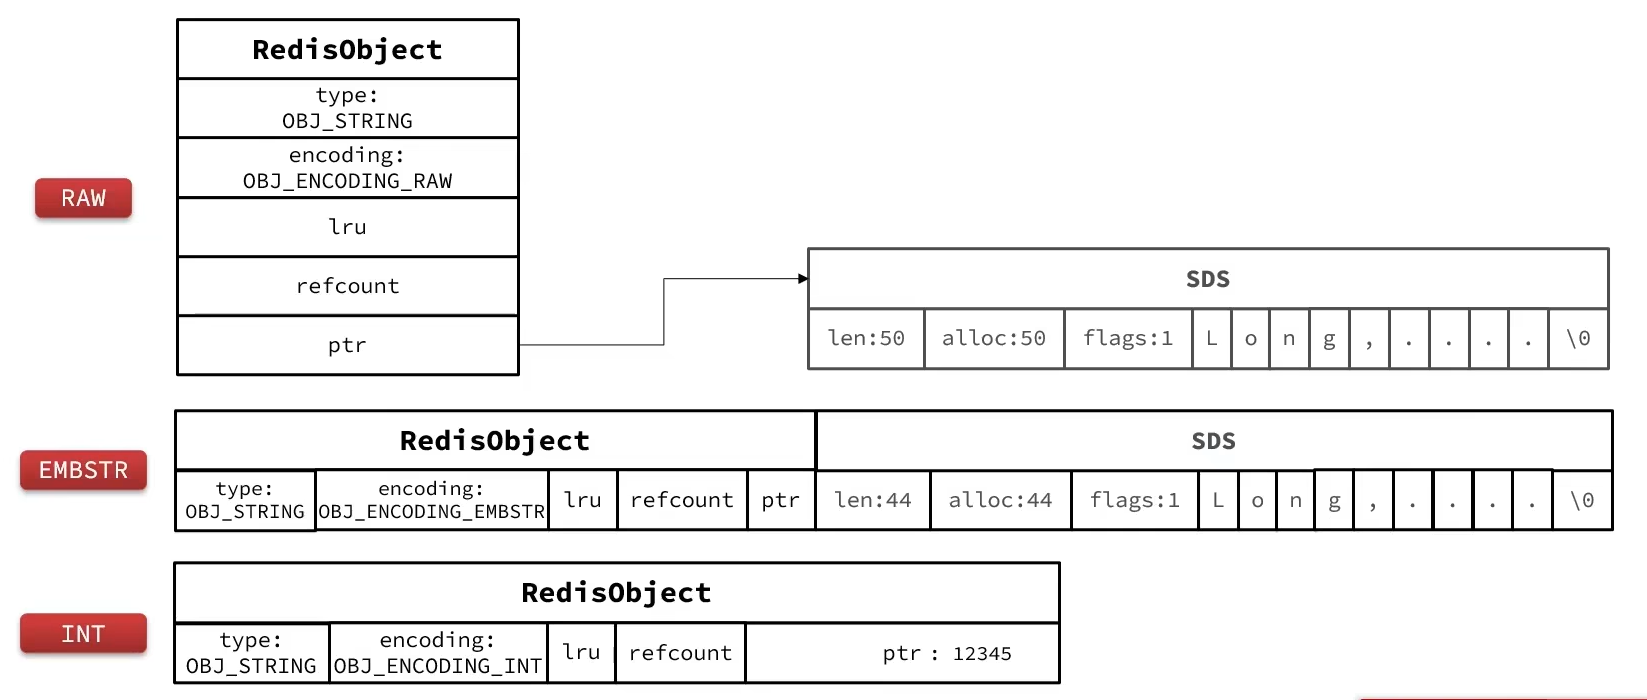 RedisObject
type:
OBJ_STRING
encoding:
OBJ_ENCODING_RAW
RAW
lru
refcount
ptr
SDS
len:50 alloc:50 flags:1 L o n g , . . . . \0
RedisObject SDS
EMBSTR
type:
OBJ_STRING
encoding:
OBJ_ENCODING_EMBSTR
lru refcount ptr len:44 alloc:44 flags:1 L o n g , . . . . \0
RedisObject
INT
type:
OBJ_STRING
encoding:
OBJ_ENCODING_INT
lru refcount ptr : 12345